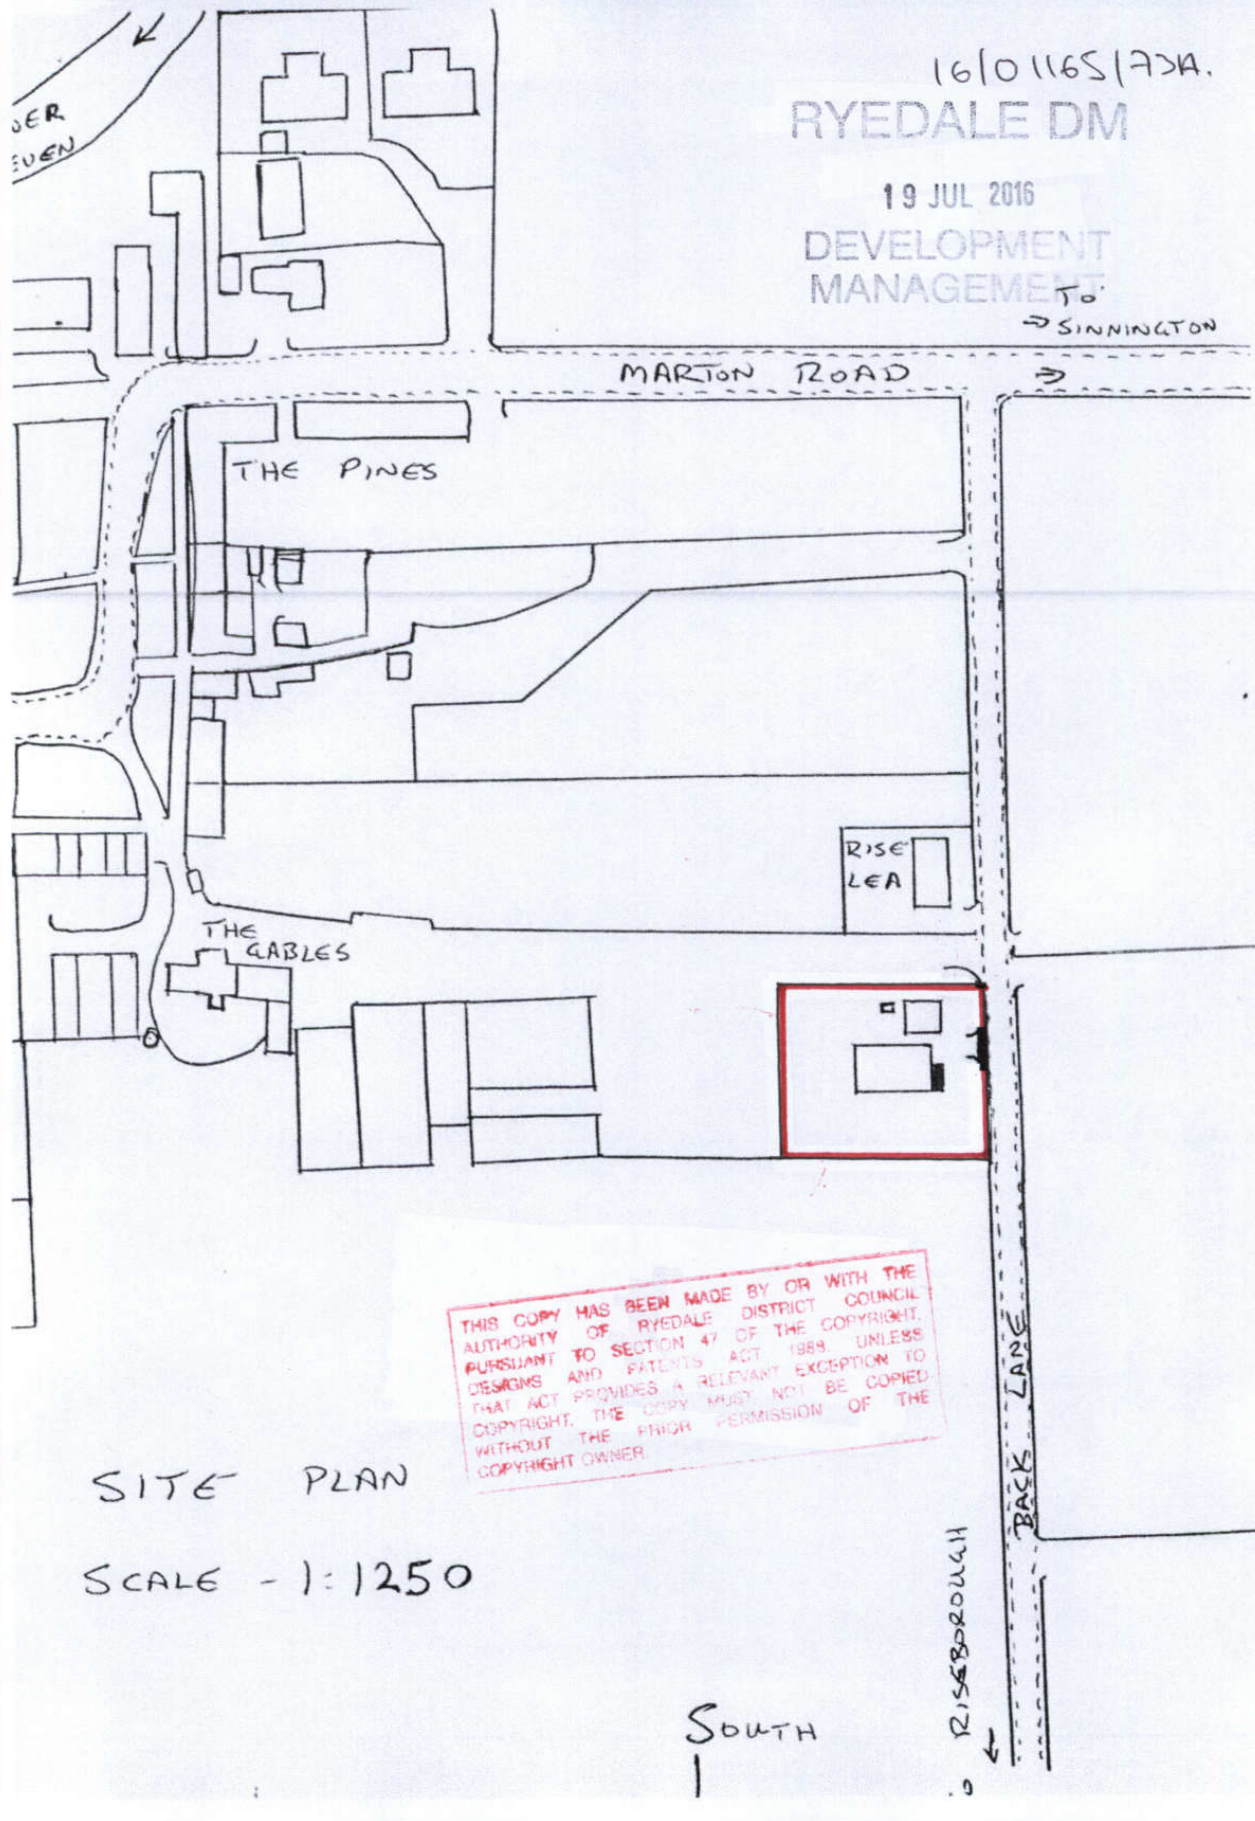 16/01165/73A.
RYEDALE DM
19 JUL 2016
DEVELOPMENT
MANAGEMENT
TO
→ SINNINGTON
MARTON ROAD →
THE PINES
RISE
LEA
THE
GABLES
THIS COPY HAS BEEN MADE BY OR WITH THE
AUTHORITY OF RYEDALE DISTRICT COUNCIL
PURSUANT TO SECTION 47 OF THE COPYRIGHT,
DESIGNS AND PATENTS ACT 1988. UNLESS
THAT ACT PROVIDES A RELEVANT EXCEPTION TO
COPYRIGHT, THE COPY MUST NOT BE COPIED
WITHOUT THE PRIOR PERMISSION OF THE
COPYRIGHT OWNER
BACK LANE
SITE PLAN
SCALE - 1:1250
RISEBOROUGH
SOUTH